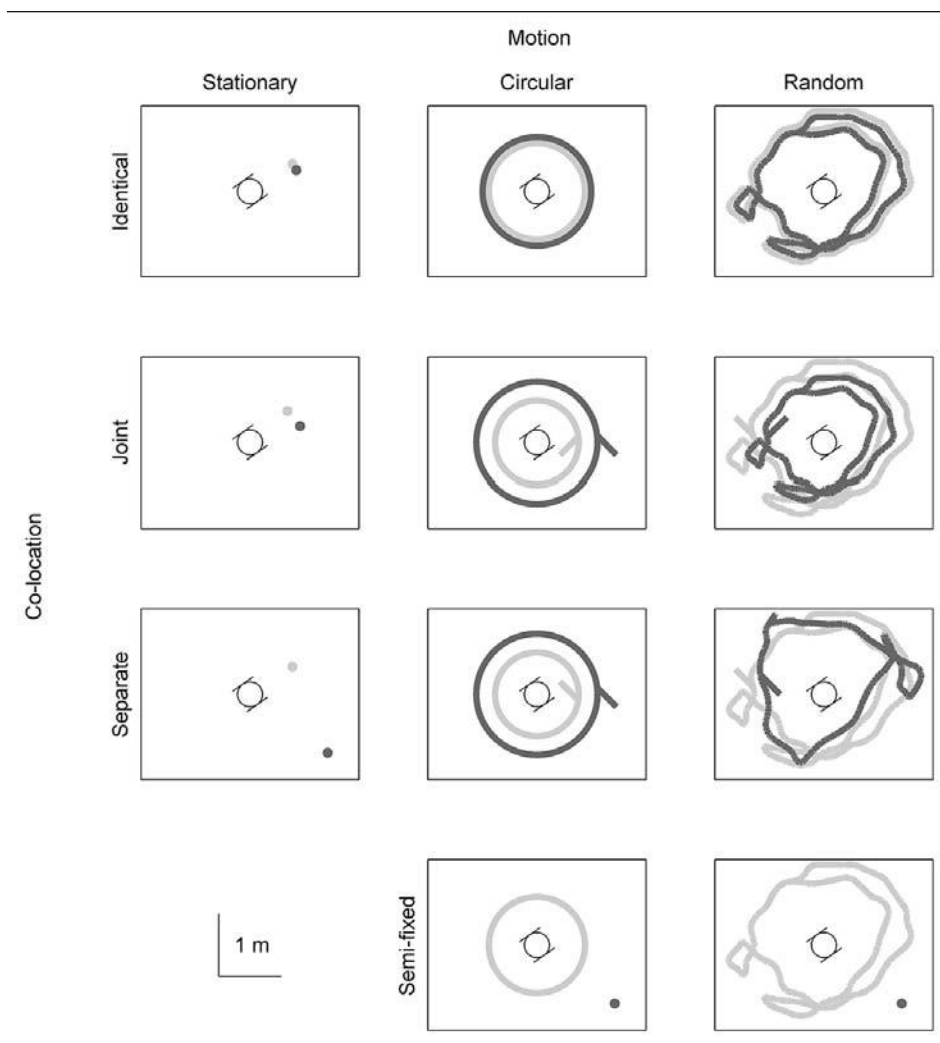 Motion
Stationary
Circular
Random
Identical
Joint
Co-location
Separate
Semi-fixed
1 m